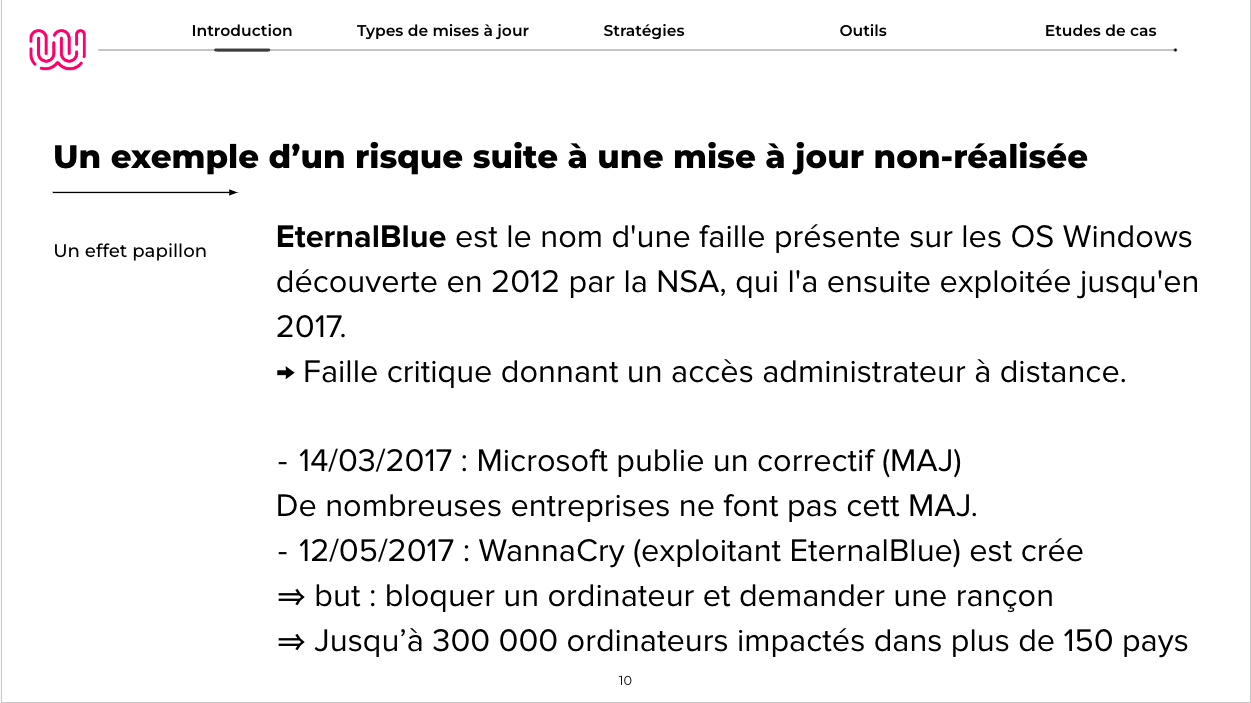 Introduction Types de mises à jour Stratégies Outils Etudes de cas
Un exemple d’un risque suite à une mise à jour non-réalisée
Un effet papillon
EternalBlue est le nom d'une faille présente sur les OS Windows
découverte en 2012 par la NSA, qui l'a ensuite exploitée jusqu'en
2017.
➜ Faille critique donnant un accès administrateur à distance.
- 14/03/2017 : Microsoft publie un correctif (MAJ)
De nombreuses entreprises ne font pas cett MAJ.
- 12/05/2017 : WannaCry (exploitant EternalBlue) est crée
⇒ but : bloquer un ordinateur et demander une rançon
⇒ Jusqu’à 300 000 ordinateurs impactés dans plus de 150 pays
10